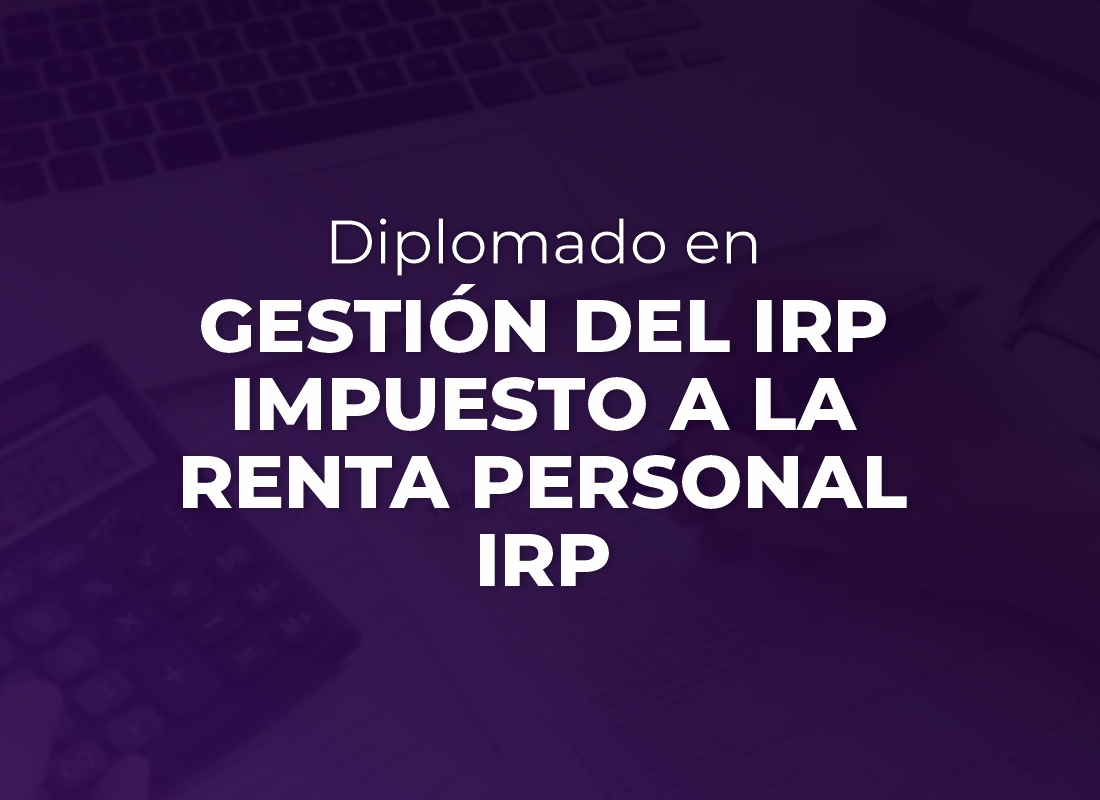 Diplomado en
GESTIÓN DEL IRP
IMPUESTO A LA
RENTA PERSONAL
IRP